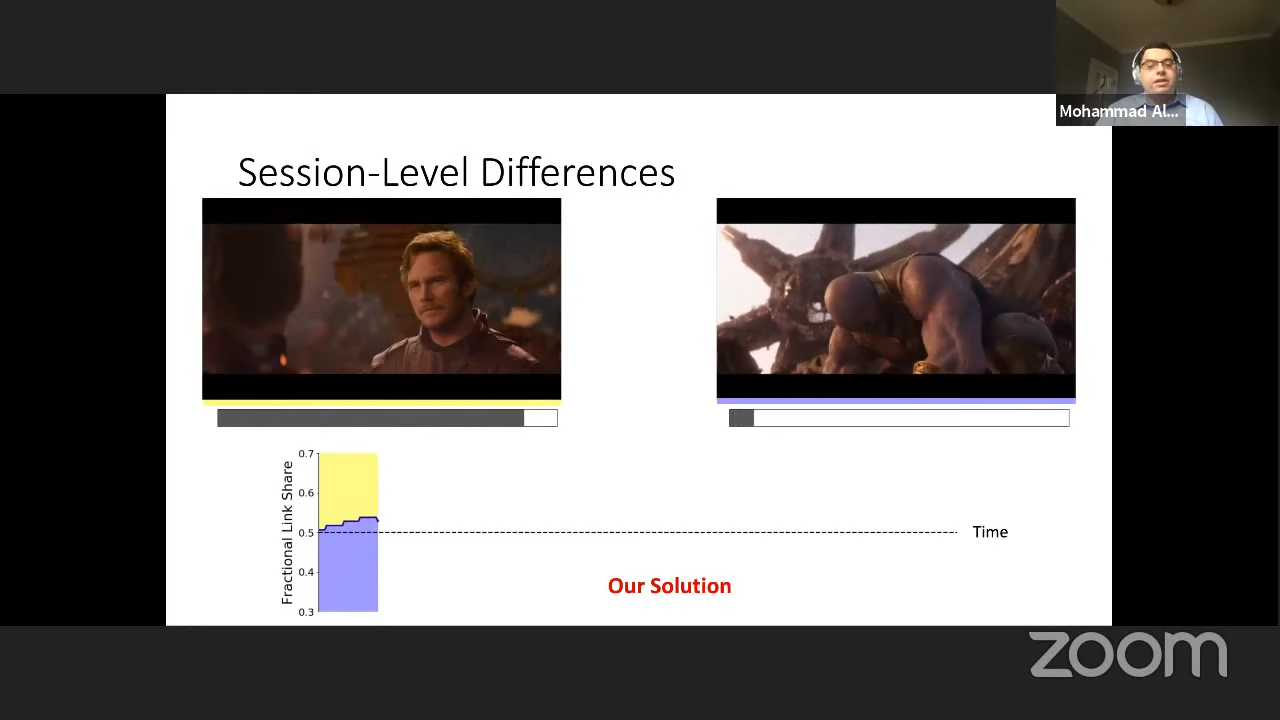 Mohammad Al...
Session-Level Differences
Fractional Link Share
0.7
0.6
0.5
0.4
0.3
Time
Our Solution
zoom